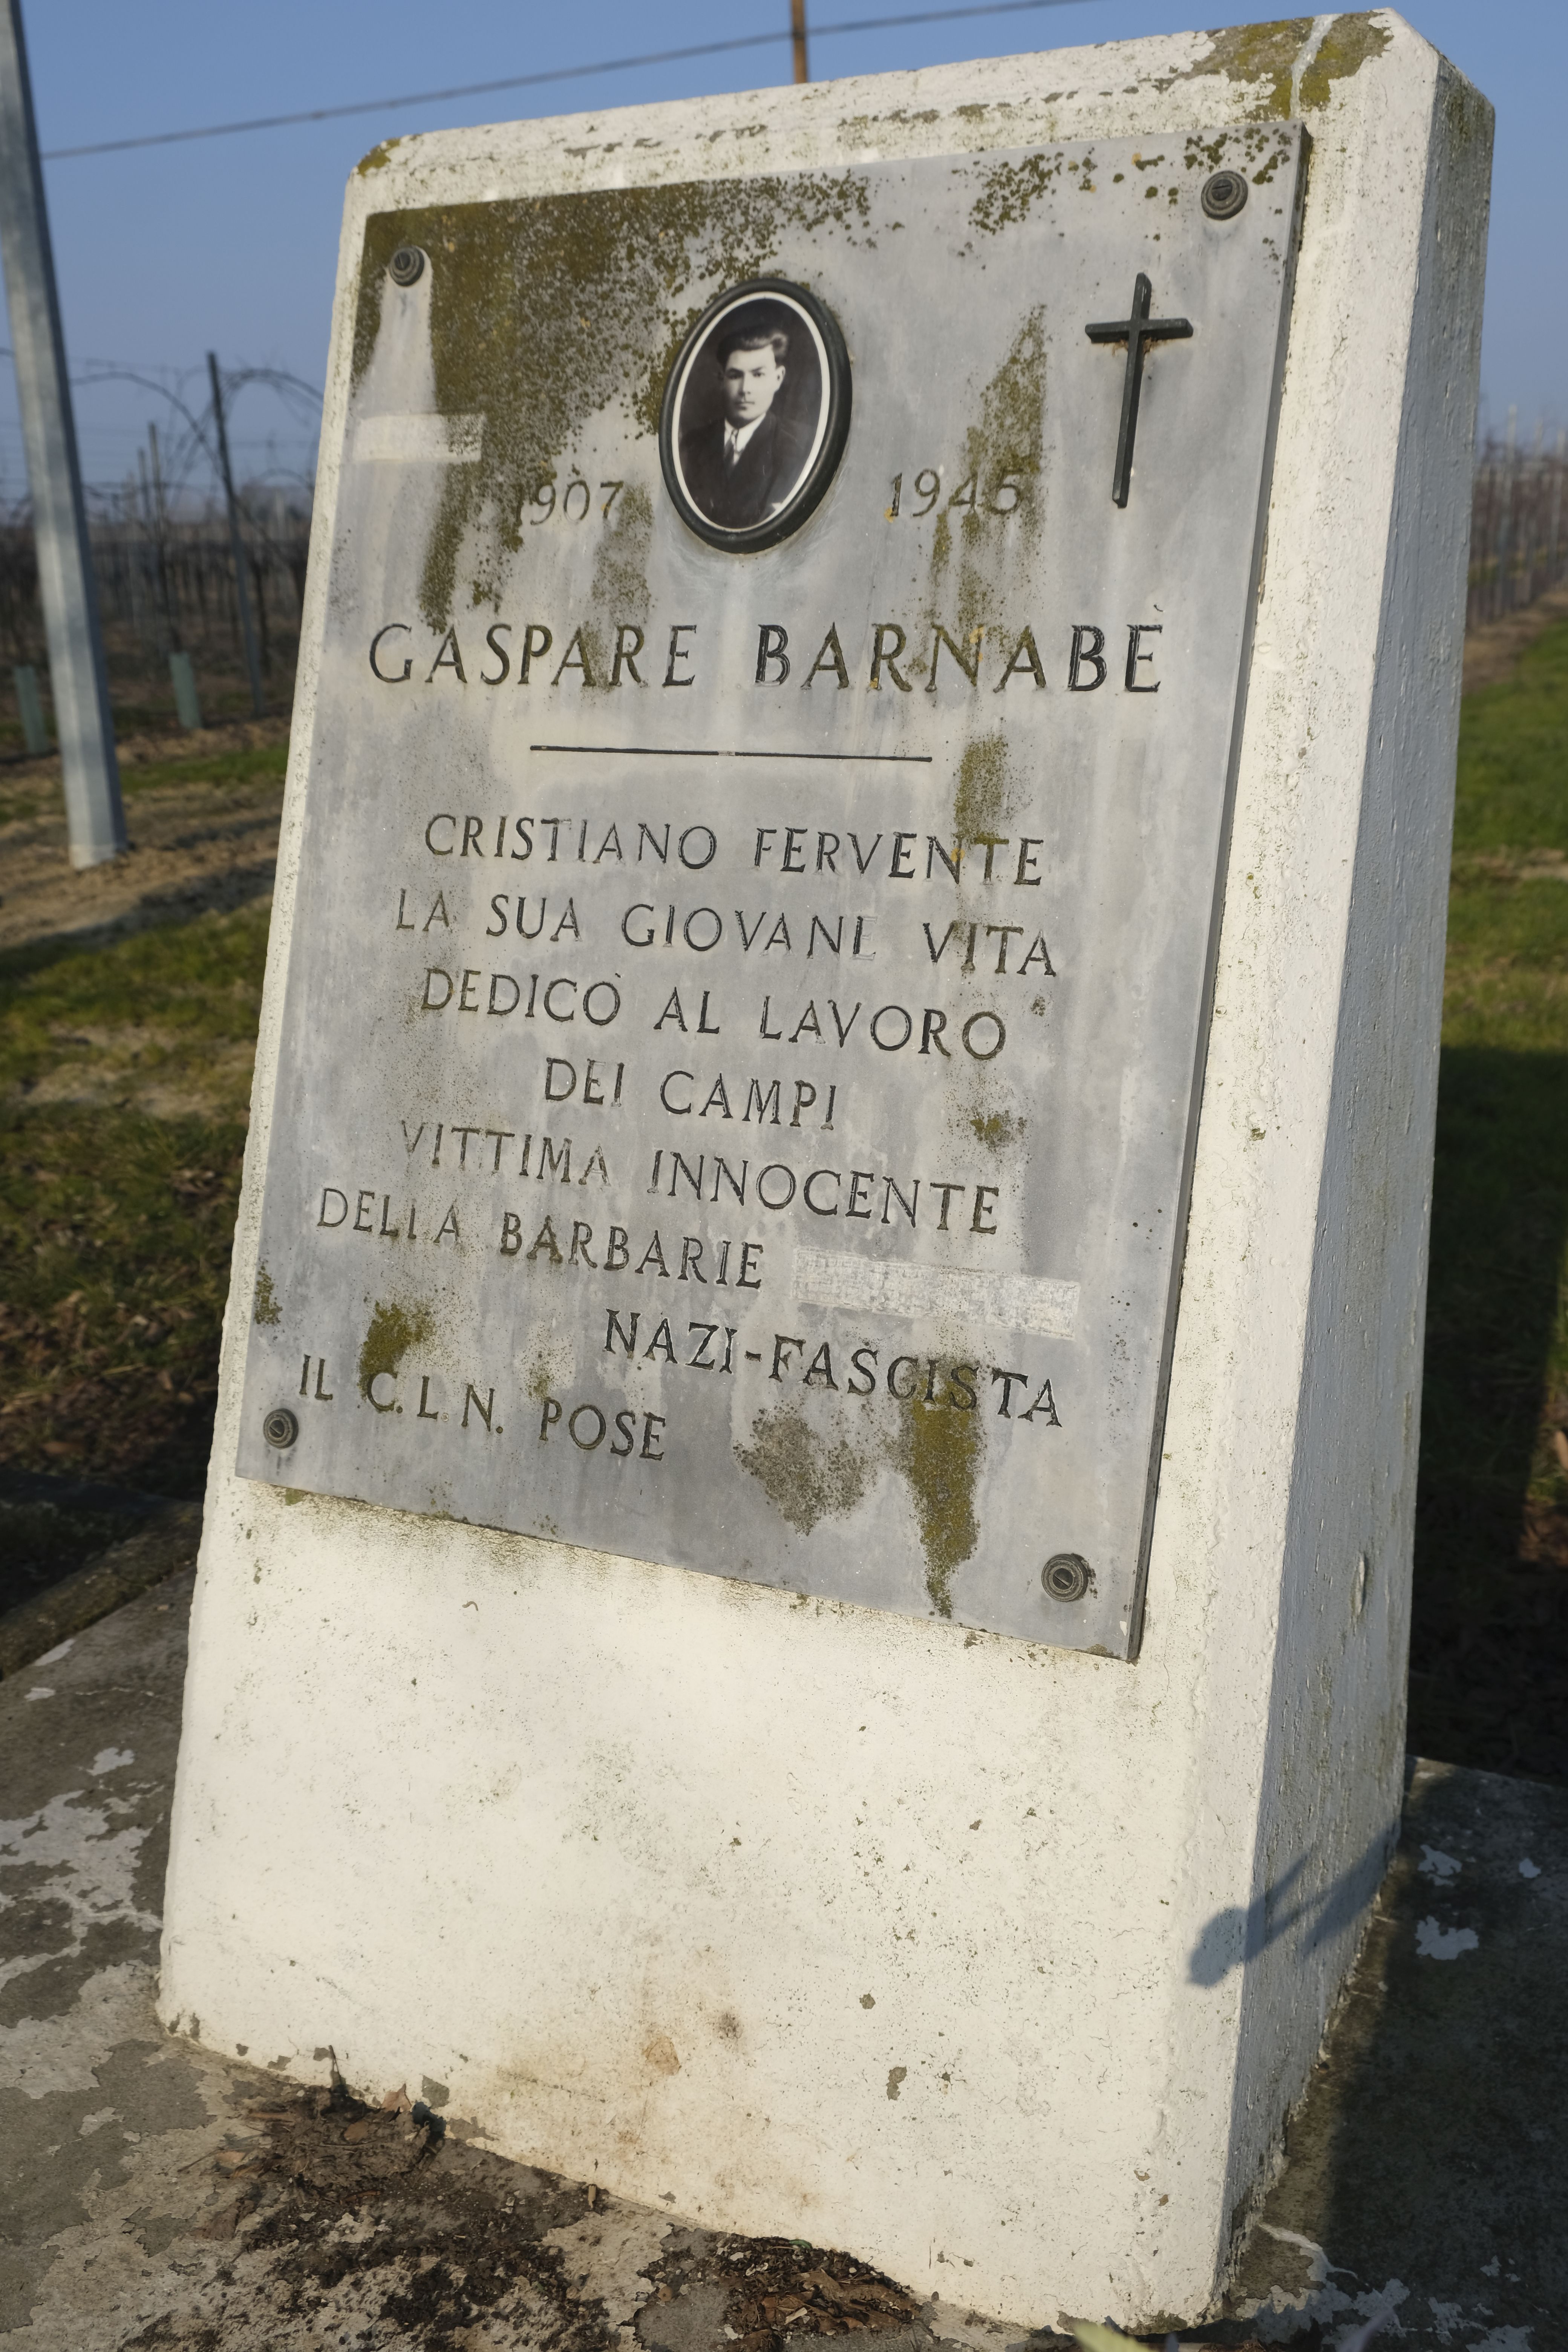 1907 1945
GASPARE BARNABÈ
CRISTIANO FERVENTE
LA SUA GIOVANE VITA
DEDICÒ AL LAVORO
DEI CAMPI
VITTIMA INNOCENTE
DELLA BARBARIE
NAZI-FASCISTA
IL C.L.N. POSE